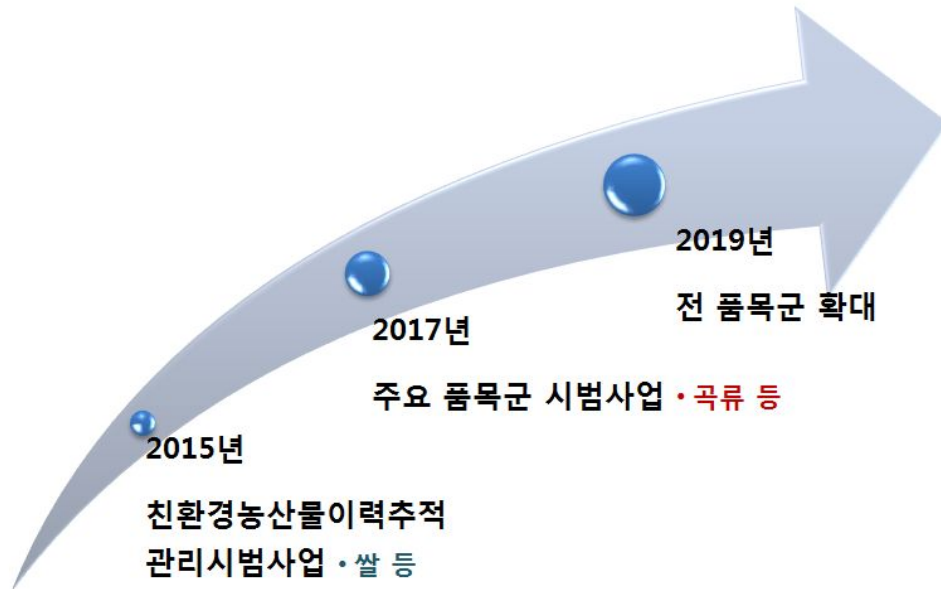 2019년
전 품목군 확대
2017년
주요 품목군 시범사업 • 곡류 등
2015년
친환경농산물이력추적
관리시범사업 • 쌀 등